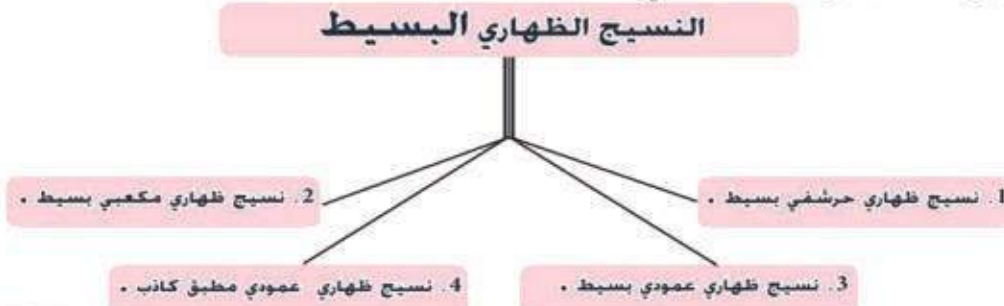 النسيج الظهاري البسيط
1. نسيج ظهاري حرشفي بسيط .
2. نسيج ظهاري مكعبي بسيط .
3. نسيج ظهاري عمودي بسيط .
4. نسيج ظهاري عمودي مطبق كاذب .